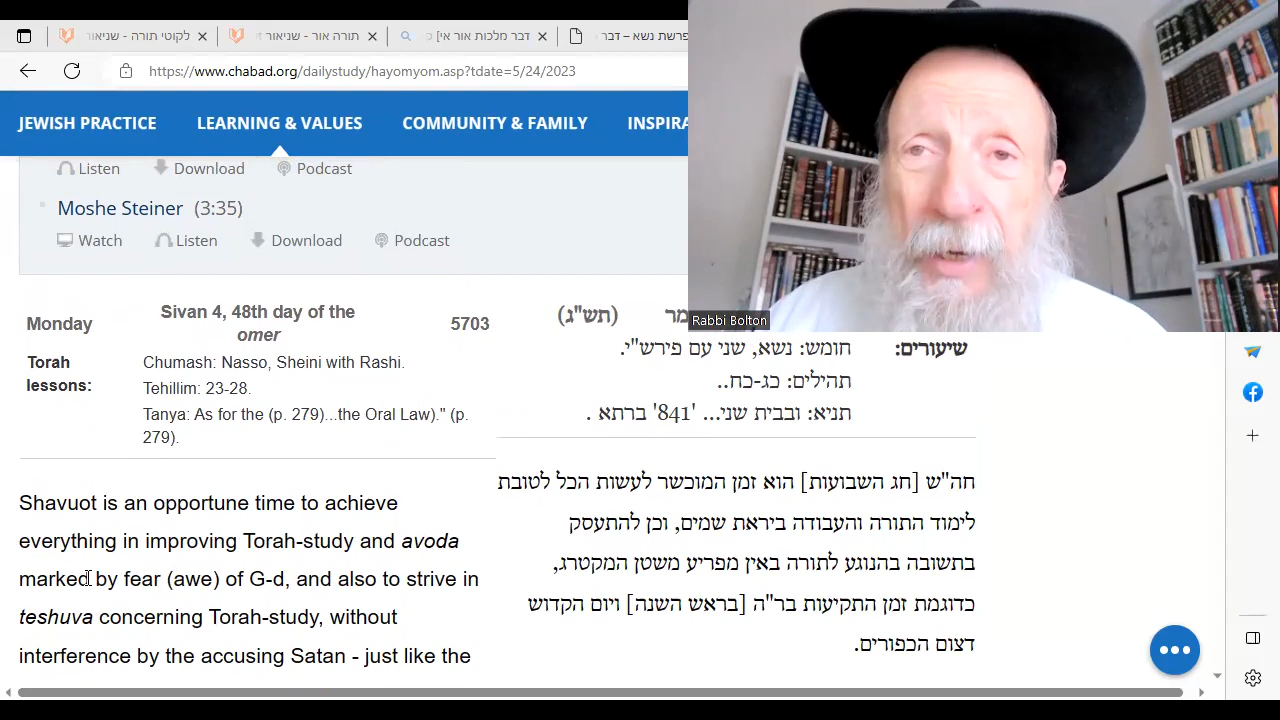 לקוטי תורה - שניאור
תורה אור - שניאור
דבר מלכות אור אי] כ
פרשת נשא – דבר
https://www.chabad.org/dailystudy/hayomyom.asp?tdate=5/24/2023
JEWISH PRACTICE LEARNING & VALUES COMMUNITY & FAMILY
Listen Download Podcast
Moshe Steiner (3:35)
Watch Listen Download Podcast
Rabbi Bolton
Monday Sivan 4, 48th day of the omer 5703
Torah lessons: Chumash: Nasso, Sheini with Rashi.
Tehillim: 23-28.
Tanya: As for the (p. 279)...the Oral Law)." (p.
279).
Shavuot is an opportune time to achieve
everything in improving Torah-study and avoda
marked by fear (awe) of G-d, and also to strive in
teshuva concerning Torah-study, without
interference by the accusing Satan - just like the
(תש"ג)
שיעורים: חומש: נשא, שני עם פירש"י.
תהילים: כג-כח..
תניא: ובבית שני... '841' ברתא .
חה"ש [חג השבועות] הוא זמן המוכשר לעשות הכל לטובת
לימוד התורה והעבודה ביראת שמים, וכן להתעסק
בתשובה בהנוגע לתורה באין מפריע משטן המקטרג,
כדוגמת זמן התקיעות בר"ה [בראש השנה] ויום הקדוש
דצום הכפורים.